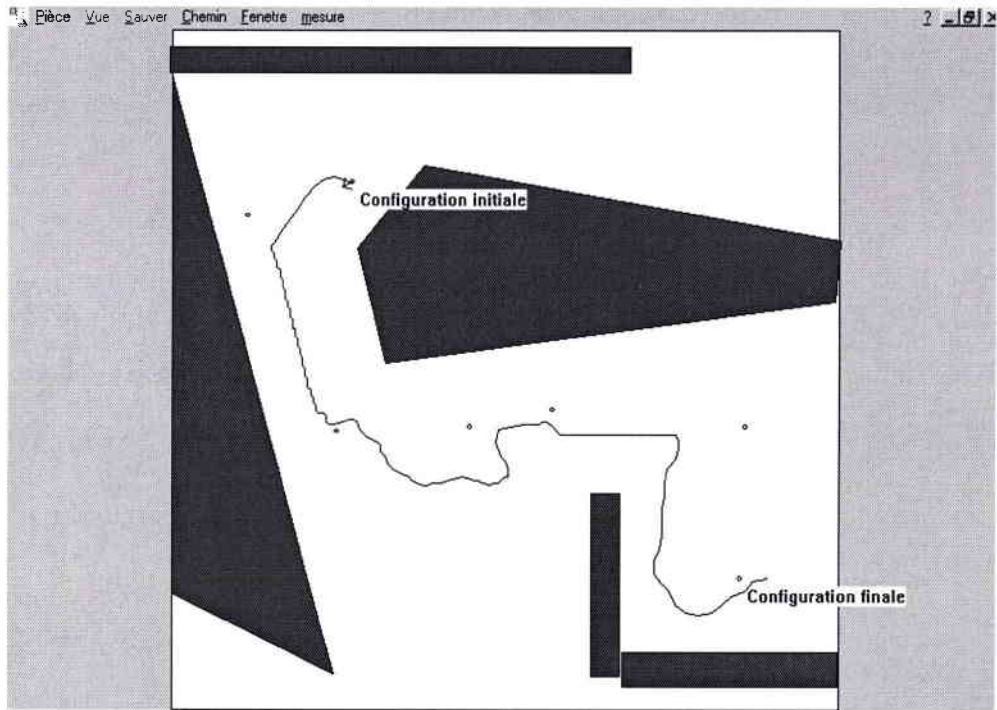 Pièce Vue Sauver Chemin Fenetre mesure ?
Configuration initiale
Configuration finale